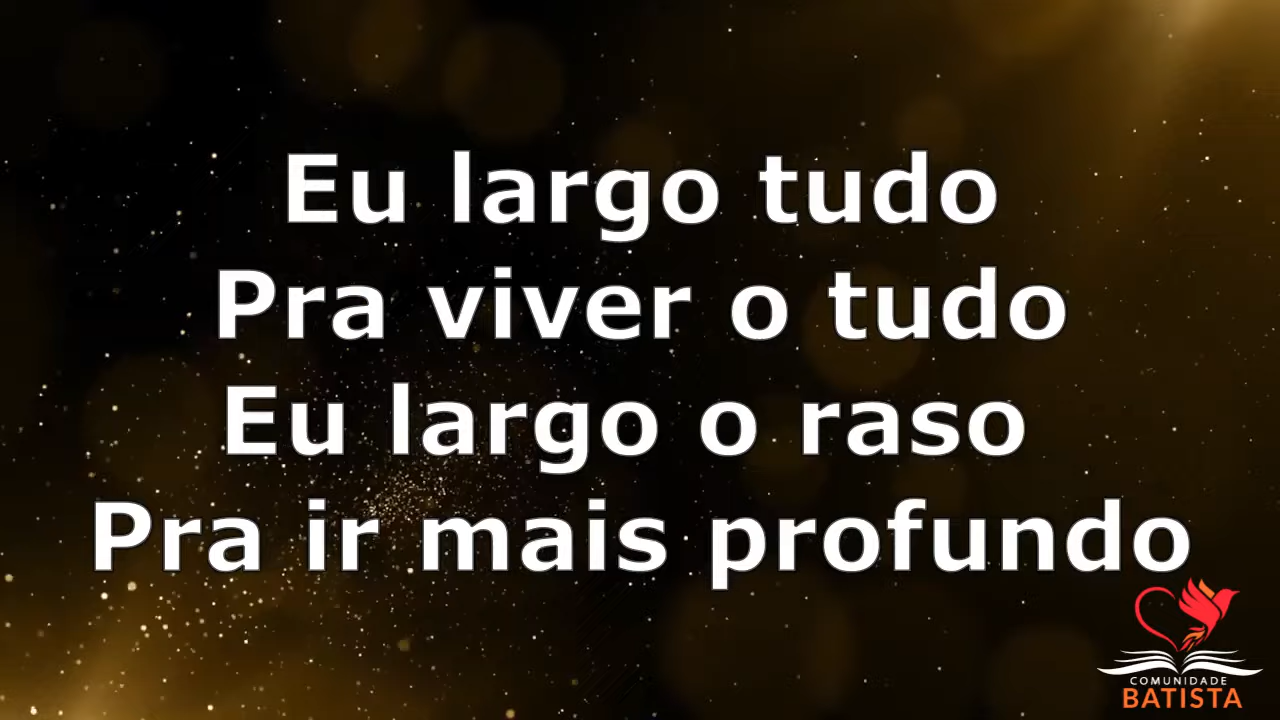 Eu largo tudo
Pra viver o tudo
Eu largo o raso
Pra ir mais profundo
COMUNIDADE
BATISTA